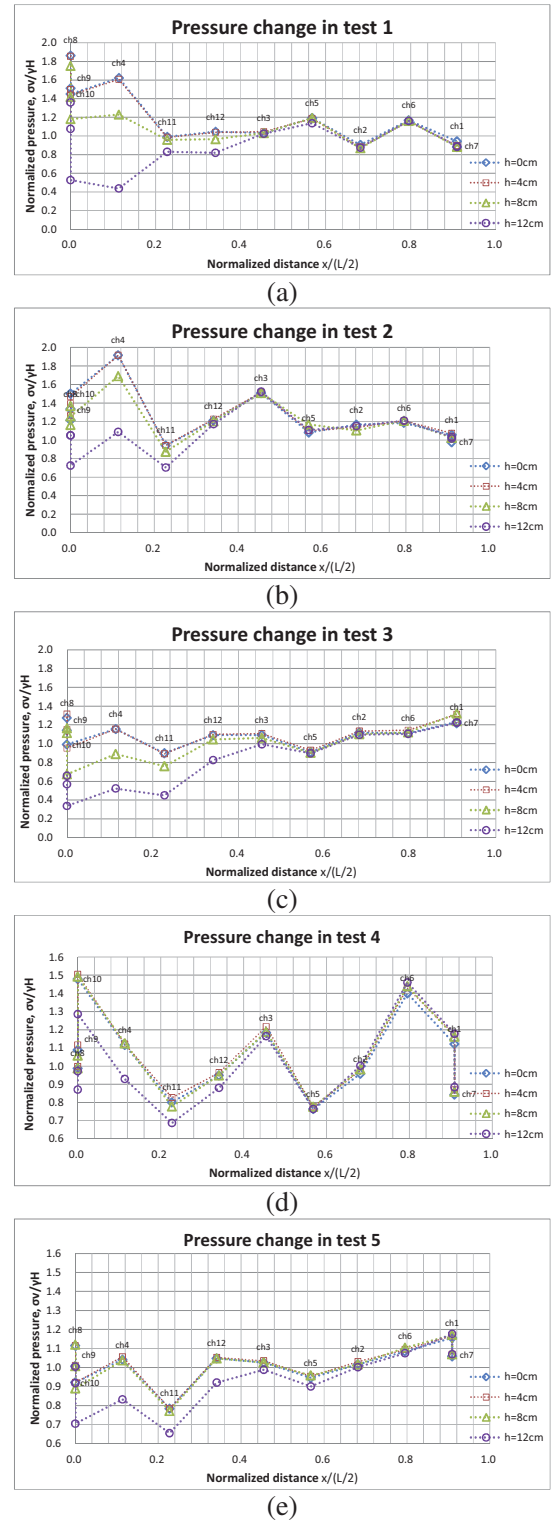 Pressure change in test 1
Normalized pressure, σv/γH
2.0
1.8
1.6
1.4
1.2
1.0
0.8
0.6
0.4
0.2
0.0
ch8
ch9
ch10
ch4
ch11
ch12
ch3
ch5
ch2
ch6
ch1
ch7
h=0cm
h=4cm
h=8cm
h=12cm
0.0 0.2 0.4 0.6 0.8 1.0
Normalized distance x/(L/2)
(a)
Pressure change in test 2
Normalized pressure, σv/γH
2.0
1.8
1.6
1.4
1.2
1.0
0.8
0.6
0.4
0.2
0.0
ch8
ch10
ch9
ch4
ch11
ch12
ch3
ch5
ch2
ch6
ch1
ch7
h=0cm
h=4cm
h=8cm
h=12cm
0.0 0.2 0.4 0.6 0.8 1.0
Normalized distance x/(L/2)
(b)
Pressure change in test 3
Normalized pressure, σv/γH
2.0
1.8
1.6
1.4
1.2
1.0
0.8
0.6
0.4
0.2
0.0
ch8
ch9
ch10
ch4
ch11
ch12
ch3
ch5
ch2
ch6
ch1
ch7
h=0cm
h=4cm
h=8cm
h=12cm
0.0 0.2 0.4 0.6 0.8 1.0
Normalized distance x/(L/2)
(c)
Pressure change in test 4
Normalized pressure, σv/γH
1.6
1.5
1.4
1.3
1.2
1.1
1.0
0.9
0.8
0.7
0.6
ch10
ch9
ch8
ch4
ch11
ch12
ch3
ch5
ch2
ch6
ch1
ch7
h=0cm
h=4cm
h=8cm
h=12cm
0.0 0.2 0.4 0.6 0.8 1.0
Normalized distance x/(L/2)
(d)
Pressure change in test 5
Normalized pressure, σv/γH
1.6
1.5
1.4
1.3
1.2
1.1
1.0
0.9
0.8
0.7
0.6
ch8
ch9
ch10
ch4
ch11
ch12
ch3
ch5
ch2
ch6
ch1
ch7
h=0cm
h=4cm
h=8cm
h=12cm
0.0 0.2 0.4 0.6 0.8 1.0
Normalized distance x/(L/2)
(e)